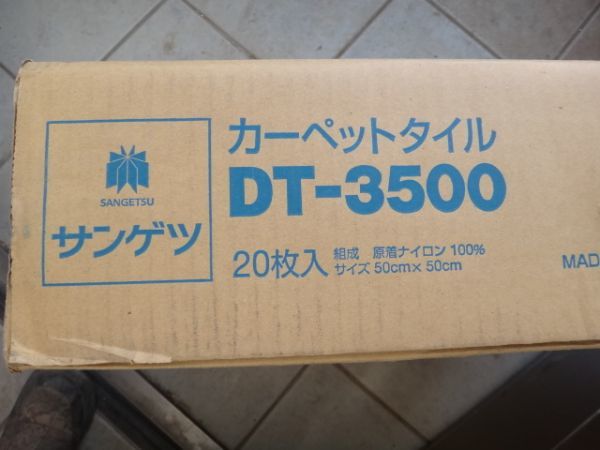 SANGETSU
サンゲツ
カーペットタイル
DT-3500
20枚入
組成 原着ナイロン 100%
サイズ 50cm×50cm
MAD